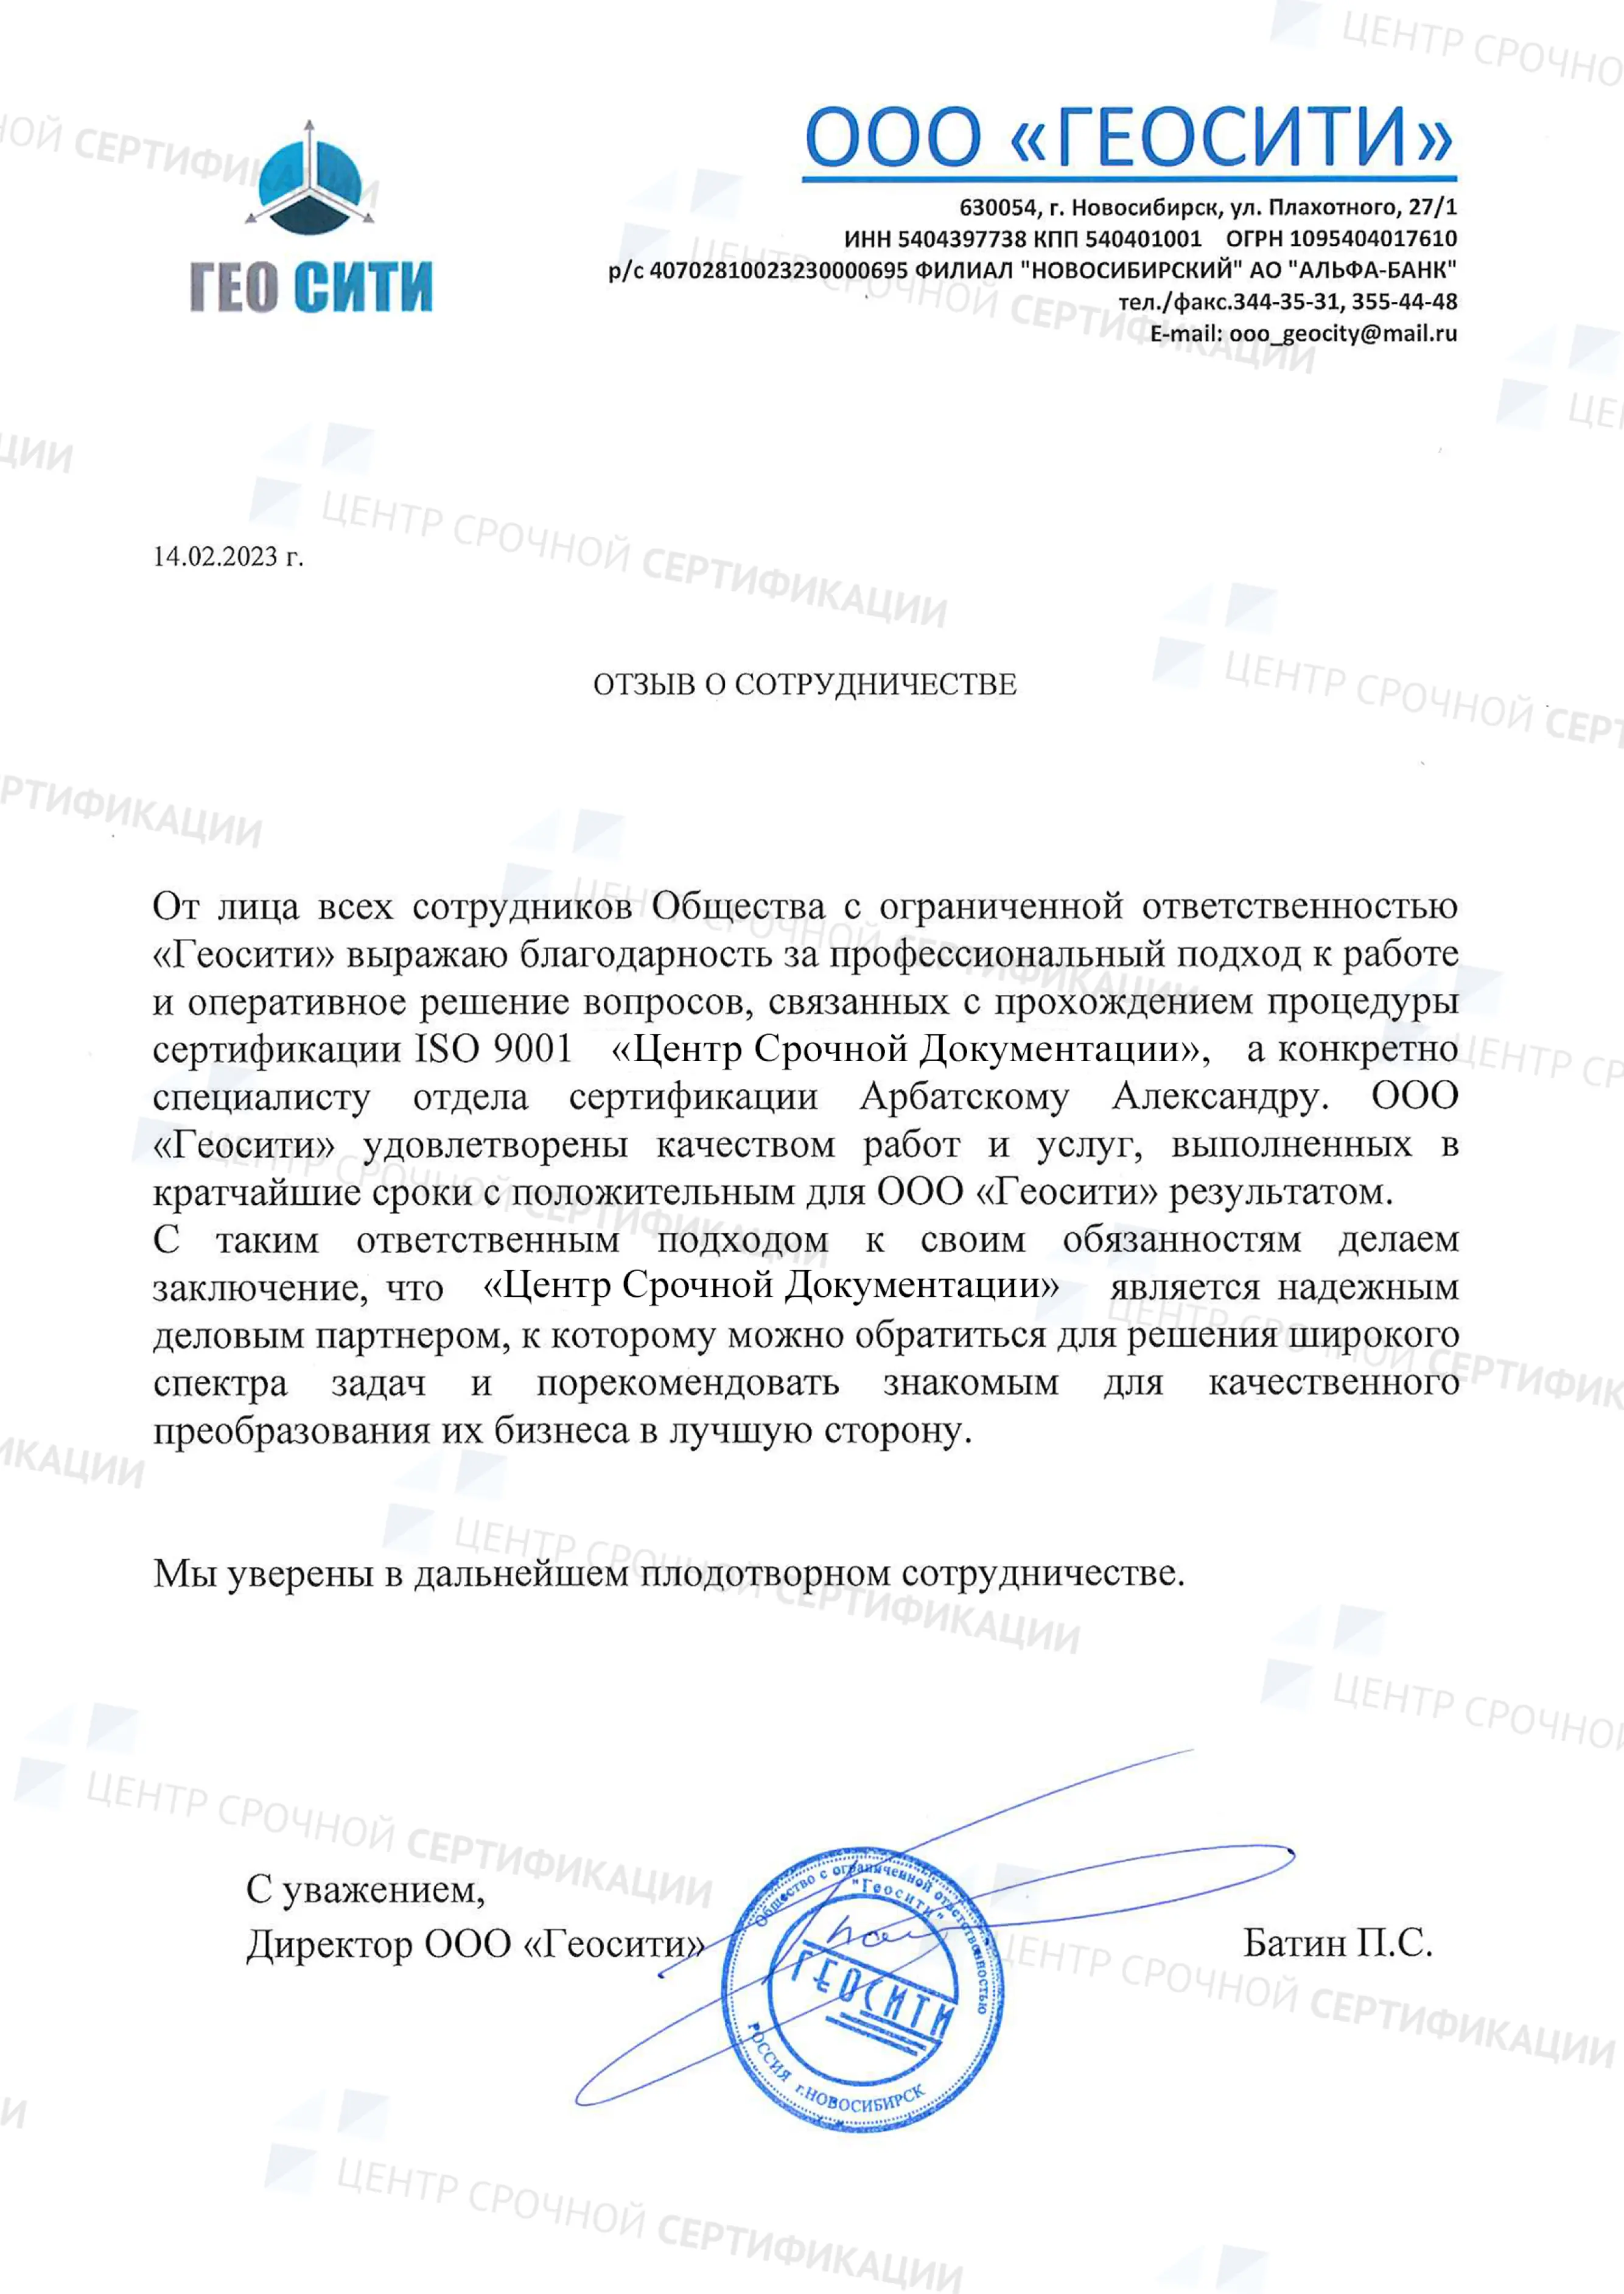 ГЕО СИТИ
ООО «ГЕОСИТИ»
630054, г. Новосибирск, ул. Плахотного, 27/1
ИНН 5404397738 КПП 540401001 ОГРН 1095404017610
р/с 40702810023230000695 ФИЛИАЛ "НОВОСИБИРСКИЙ" АО "АЛЬФА-БАНК"
тел./факс.344-35-31, 355-44-48
E-mail: ooo_geocity@mail.ru
14.02.2023 г.
ОТЗЫВ О СОТРУДНИЧЕСТВЕ
От лица всех сотрудников Общества с ограниченной ответственностью
«Геосити» выражаю благодарность за профессиональный подход к работе
и оперативное решение вопросов, связанных с прохождением процедуры
сертификации ISO 9001 «Центр Срочной Документации», а конкретно
специалисту отдела сертификации Арбатскому Александру. ООО
«Геосити» удовлетворены качеством работ и услуг, выполненных в
кратчайшие сроки с положительным для ООО «Геосити» результатом.
С таким ответственным подходом к своим обязанностям делаем
заключение, что «Центр Срочной Документации» является надежным
деловым партнером, к которому можно обратиться для решения широкого
спектра задач и порекомендовать знакомым для качественного
преобразования их бизнеса в лучшую сторону.
Мы уверены в дальнейшем плодотворном сотрудничестве.
С уважением,
Директор ООО «Геосити»
Батин П.С.
Общество с ограниченной ответственностью
"Геосити"
ГЕОСИТИ
РОССИЯ г.НОВОСИБИРСК
ЦЕНТР СРОЧНОЙ СЕРТИФИКАЦИИ